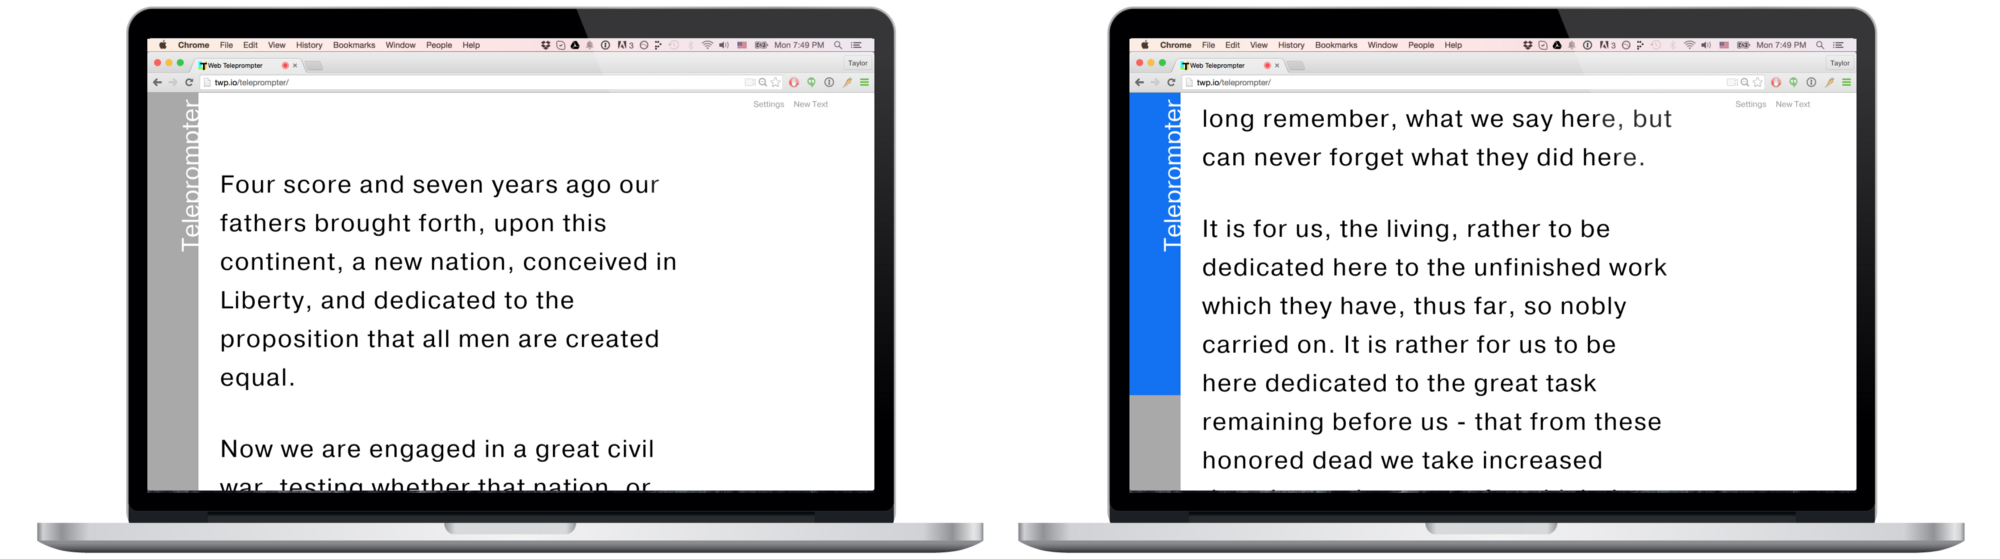 Chrome File Edit View History Bookmarks Window People Help 3 Mon 7:49 PM
Web Teleprompter Taylor
twp.io/teleprompter/
Settings New Text
Teleprompter
Four score and seven years ago our
fathers brought forth, upon this
continent, a new nation, conceived in
Liberty, and dedicated to the
proposition that all men are created
equal.
Now we are engaged in a great civil
war, testing whether that nation, or
Chrome File Edit View History Bookmarks Window People Help 3 Mon 7:49 PM
Web Teleprompter Taylor
twp.io/teleprompter/
Settings New Text
Teleprompter
long remember, what we say here, but
can never forget what they did here.
It is for us, the living, rather to be
dedicated here to the unfinished work
which they have, thus far, so nobly
carried on. It is rather for us to be
here dedicated to the great task
remaining before us - that from these
honored dead we take increased